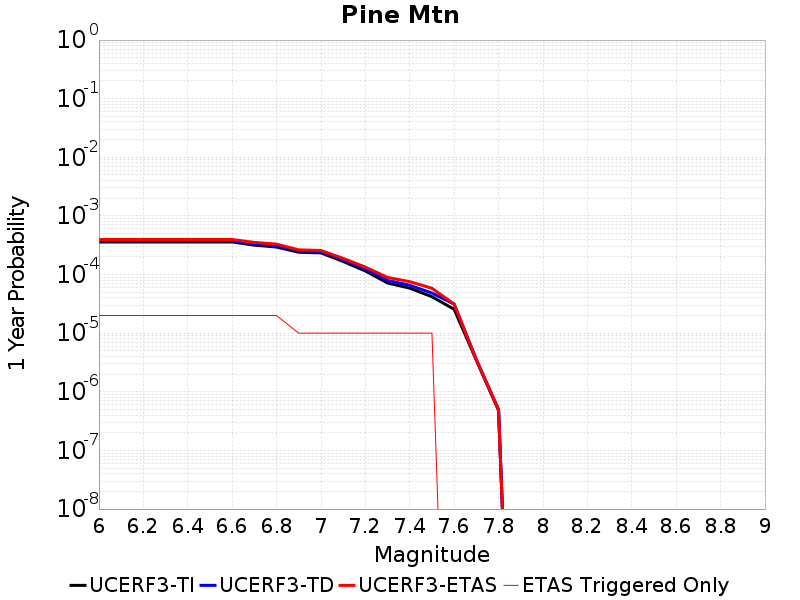 Pine Mtn
1 Year Probability
10^0
10^-1
10^-2
10^-3
10^-4
10^-5
10^-6
10^-7
10^-8
6 6.2 6.4 6.6 6.8 7 7.2 7.4 7.6 7.8 8 8.2 8.4 8.6 8.8 9
Magnitude
UCERF3-TI UCERF3-TD UCERF3-ETAS ETAS Triggered Only